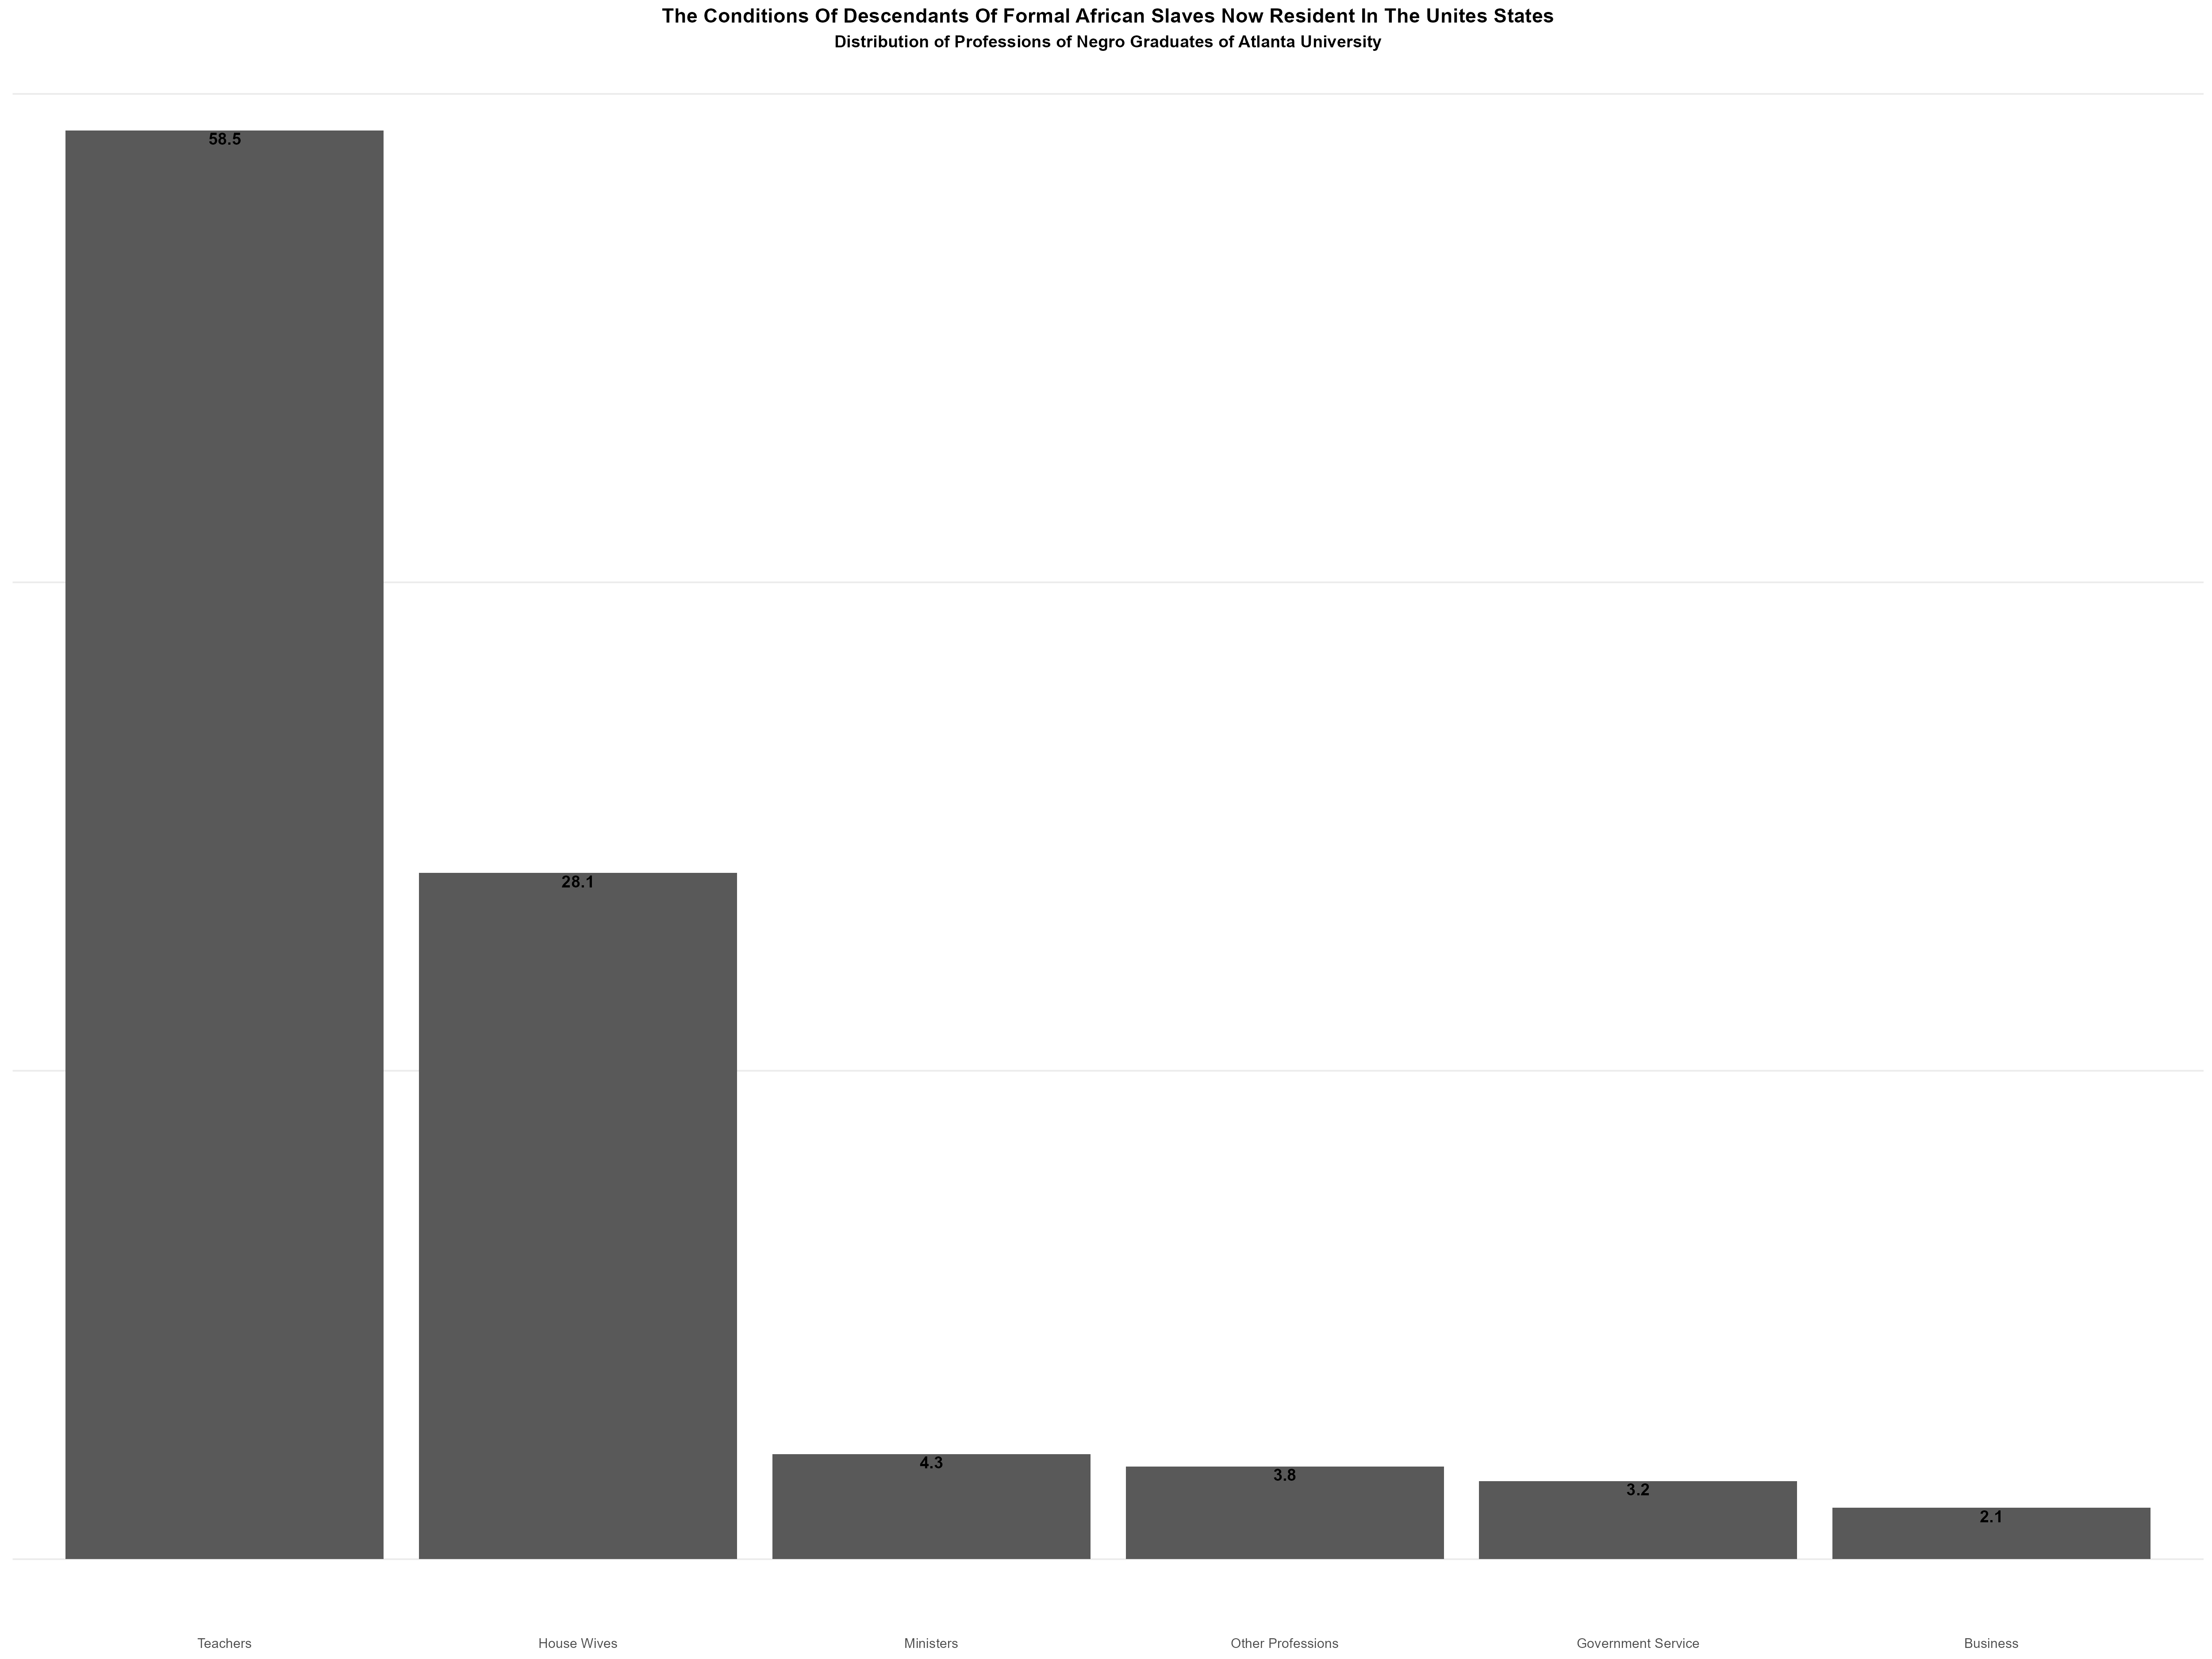 The Conditions Of Descendants Of Formal African Slaves Now Resident In The Unites States
Distribution of Professions of Negro Graduates of Atlanta University
58.5
28.1
4.3
3.8
3.2
2.1
Teachers
House Wives
Ministers
Other Professions
Government Service
Business